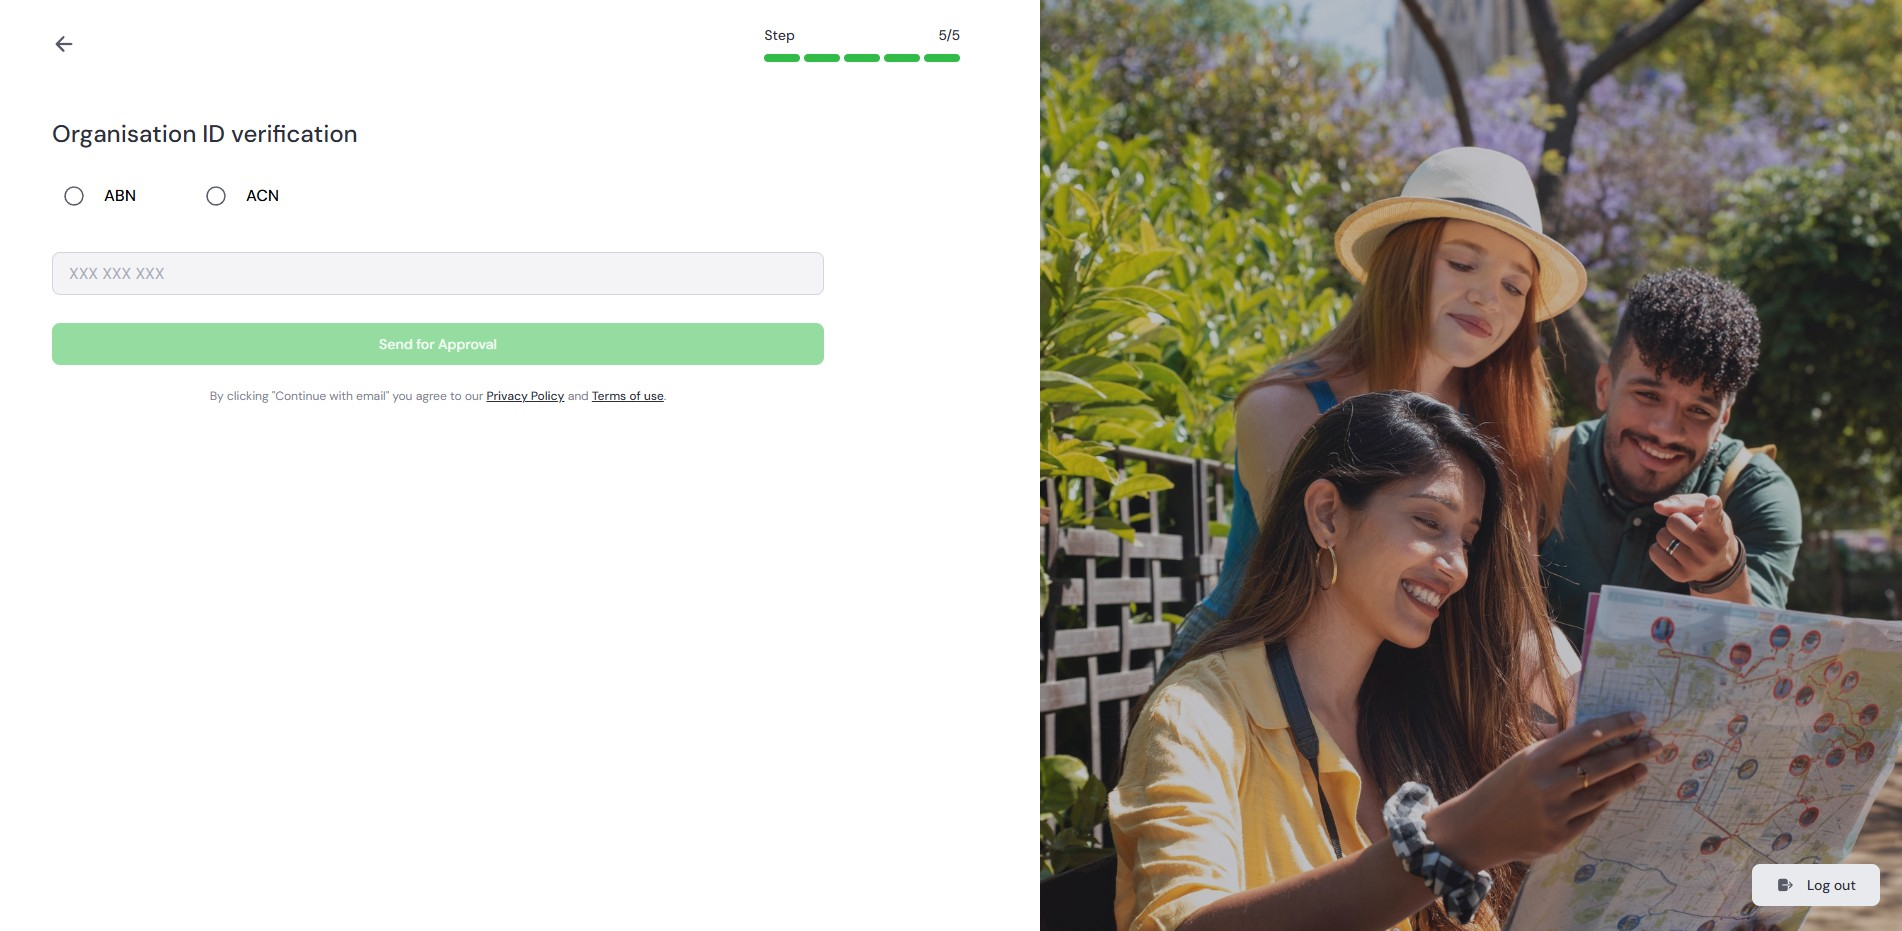 Step 5/5
Organisation ID verification
ABN ACN
XXX XXX XXX
Send for Approval
By clicking "Continue with email" you agree to our Privacy Policy and Terms of use.
Log out